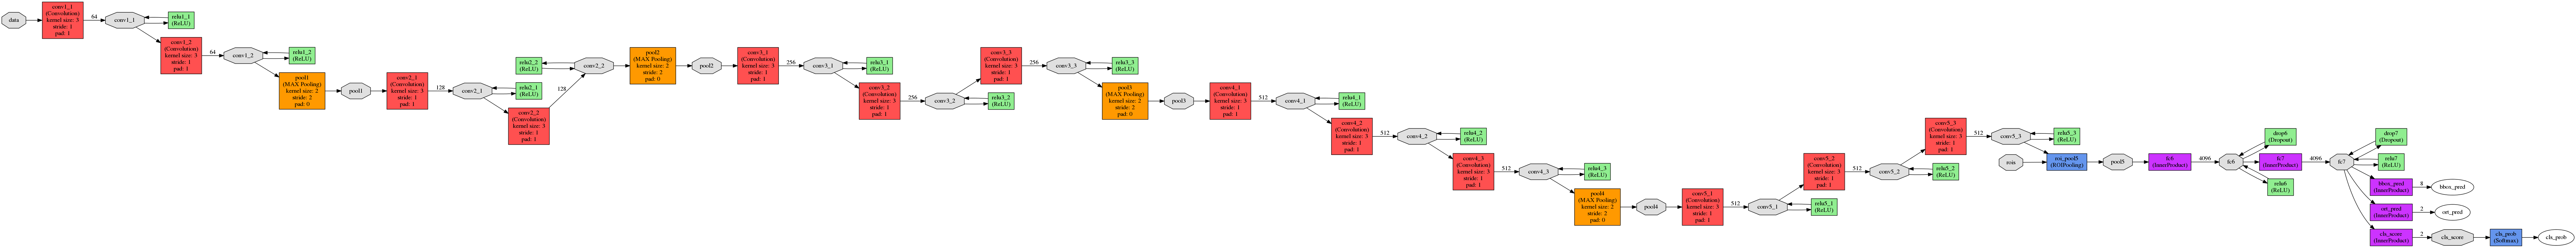 data
conv1_1
(Convolution)
kernel size: 3
stride: 1
pad: 1
64
conv1_1
relu1_1
(ReLU)
conv1_2
(Convolution)
kernel size: 3
stride: 1
pad: 1
64
conv1_2
relu1_2
(ReLU)
pool1
(MAX Pooling)
kernel size: 2
stride: 2
pad: 0
pool1
conv2_1
(Convolution)
kernel size: 3
stride: 1
pad: 1
128
conv2_1
relu2_1
(ReLU)
conv2_2
(Convolution)
kernel size: 3
stride: 1
pad: 1
128
relu2_2
(ReLU)
conv2_2
pool2
(MAX Pooling)
kernel size: 2
stride: 2
pad: 0
pool2
conv3_1
(Convolution)
kernel size: 3
stride: 1
pad: 1
256
conv3_1
relu3_1
(ReLU)
conv3_2
(Convolution)
kernel size: 3
stride: 1
pad: 1
256
conv3_2
relu3_2
(ReLU)
conv3_3
(Convolution)
kernel size: 3
stride: 1
pad: 1
256
conv3_3
relu3_3
(ReLU)
pool3
(MAX Pooling)
kernel size: 2
stride: 2
pad: 0
pool3
conv4_1
(Convolution)
kernel size: 3
stride: 1
pad: 1
512
conv4_1
relu4_1
(ReLU)
conv4_2
(Convolution)
kernel size: 3
stride: 1
pad: 1
512
conv4_2
relu4_2
(ReLU)
conv4_3
(Convolution)
kernel size: 3
stride: 1
pad: 1
512
conv4_3
relu4_3
(ReLU)
pool4
(MAX Pooling)
kernel size: 2
stride: 2
pad: 0
pool4
conv5_1
(Convolution)
kernel size: 3
stride: 1
pad: 1
512
conv5_1
relu5_1
(ReLU)
conv5_2
(Convolution)
kernel size: 3
stride: 1
pad: 1
512
conv5_2
relu5_2
(ReLU)
conv5_3
(Convolution)
kernel size: 3
stride: 1
pad: 1
512
conv5_3
relu5_3
(ReLU)
rois
roi_pool5
(ROIPooling)
pool5
fc6
(InnerProduct)
4096
fc6
drop6
(Dropout)
relu6
(ReLU)
fc7
(InnerProduct)
4096
fc7
drop7
(Dropout)
relu7
(ReLU)
bbox_pred
(InnerProduct)
8
bbox_pred
ort_pred
(InnerProduct)
2
ort_pred
cls_score
(InnerProduct)
2
cls_score
cls_prob
(Softmax)
cls_prob